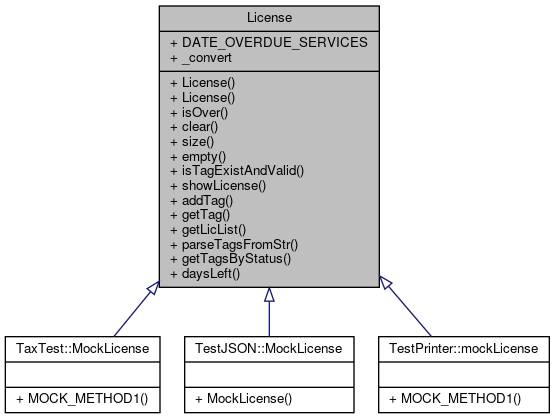 License
+ DATE_OVERDUE_SERVICES
+ _convert
+ License()
+ License()
+ isOver()
+ clear()
+ size()
+ empty()
+ isTagExistAndValid()
+ showLicense()
+ addTag()
+ getTag()
+ getLicList()
+ parseTagsFromStr()
+ getTagsByStatus()
+ daysLeft()
TaxTest::MockLicense
+ MOCK_METHOD1()
TestJSON::MockLicense
+ MockLicense()
TestPrinter::mockLicense
+ MOCK_METHOD1()